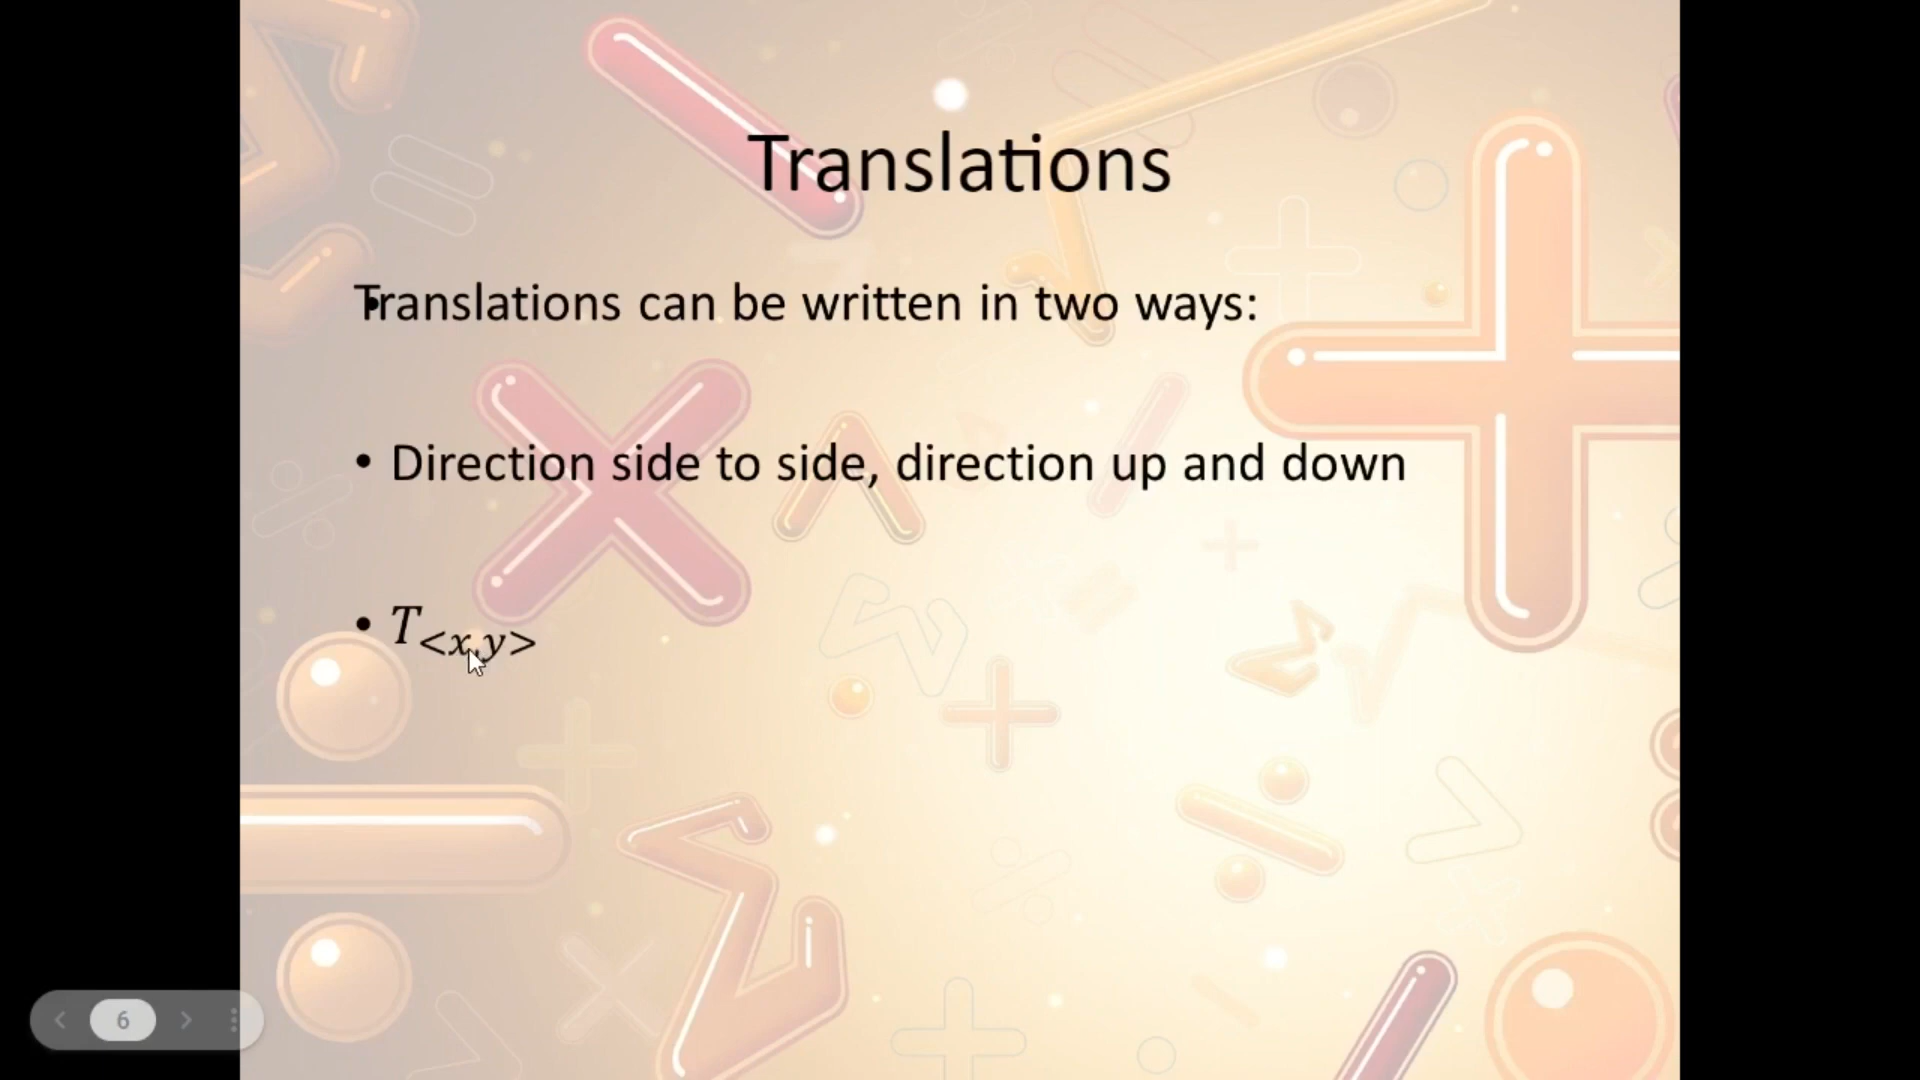 Translations
• Translations can be written in two ways:
• Direction side to side, direction up and down
• T<x,y>
6